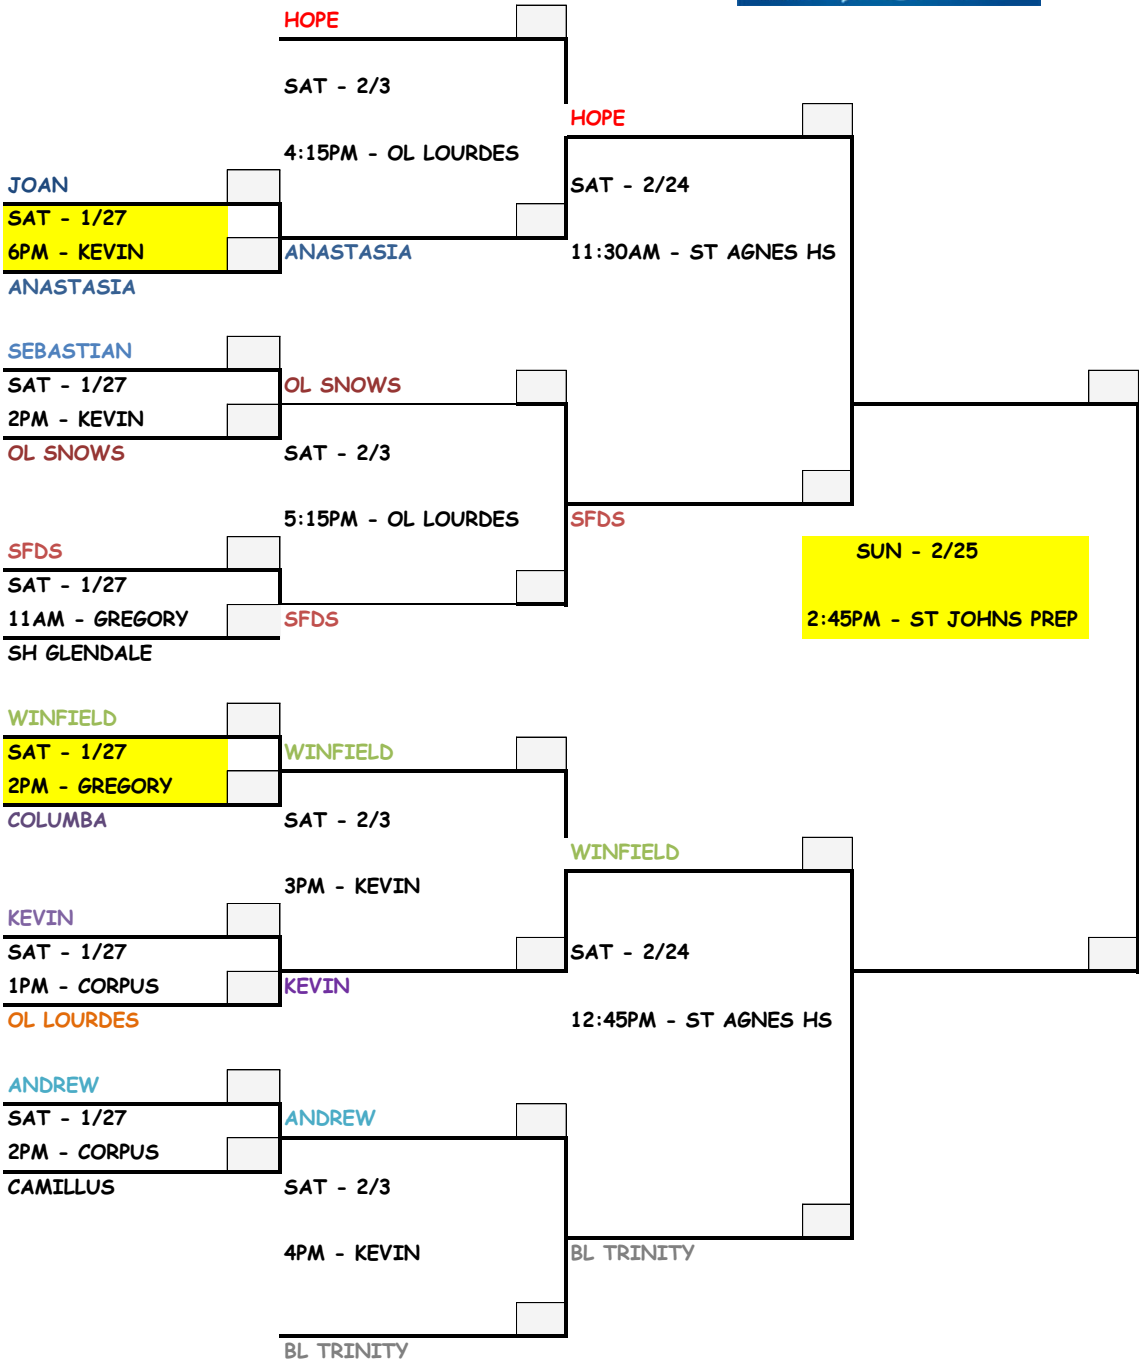 HOPE
SAT - 2/3
HOPE
4:15PM - OL LOURDES
JOAN
SAT - 2/24
SAT - 1/27
6PM - KEVIN
ANASTASIA
11:30AM - ST AGNES HS
ANASTASIA
SEBASTIAN
SAT - 1/27
OL SNOWS
2PM - KEVIN
OL SNOWS
SAT - 2/3
5:15PM - OL LOURDES
SFDS
SFDS
SUN - 2/25
SAT - 1/27
11AM - GREGORY
SFDS
2:45PM - ST JOHNS PREP
SH GLENDALE
WINFIELD
SAT - 1/27
WINFIELD
2PM - GREGORY
COLUMBA
SAT - 2/3
WINFIELD
3PM - KEVIN
KEVIN
SAT - 1/27
SAT - 2/24
1PM - CORPUS
KEVIN
OL LOURDES
12:45PM - ST AGNES HS
ANDREW
SAT - 1/27
ANDREW
2PM - CORPUS
CAMILLUS
SAT - 2/3
4PM - KEVIN
BL TRINITY
BL TRINITY